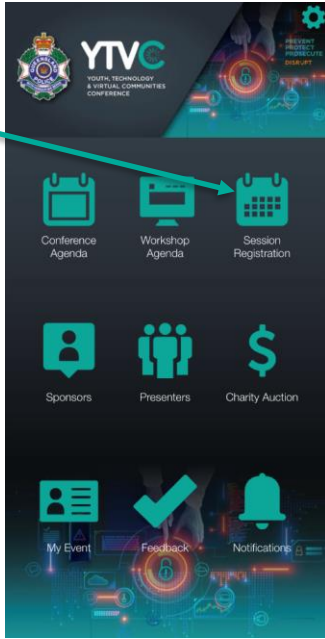 YTVC
YOUTH, TECHNOLOGY
& VIRTUAL COMMUNITIES
CONFERENCE
PREVENT
PROTECT
PROSECUTE
DISRUPT
Conference
Agenda
Workshop
Agenda
Session
Registration
Sponsors
Presenters
Charity Auction
My Event
Feedback
Notifications